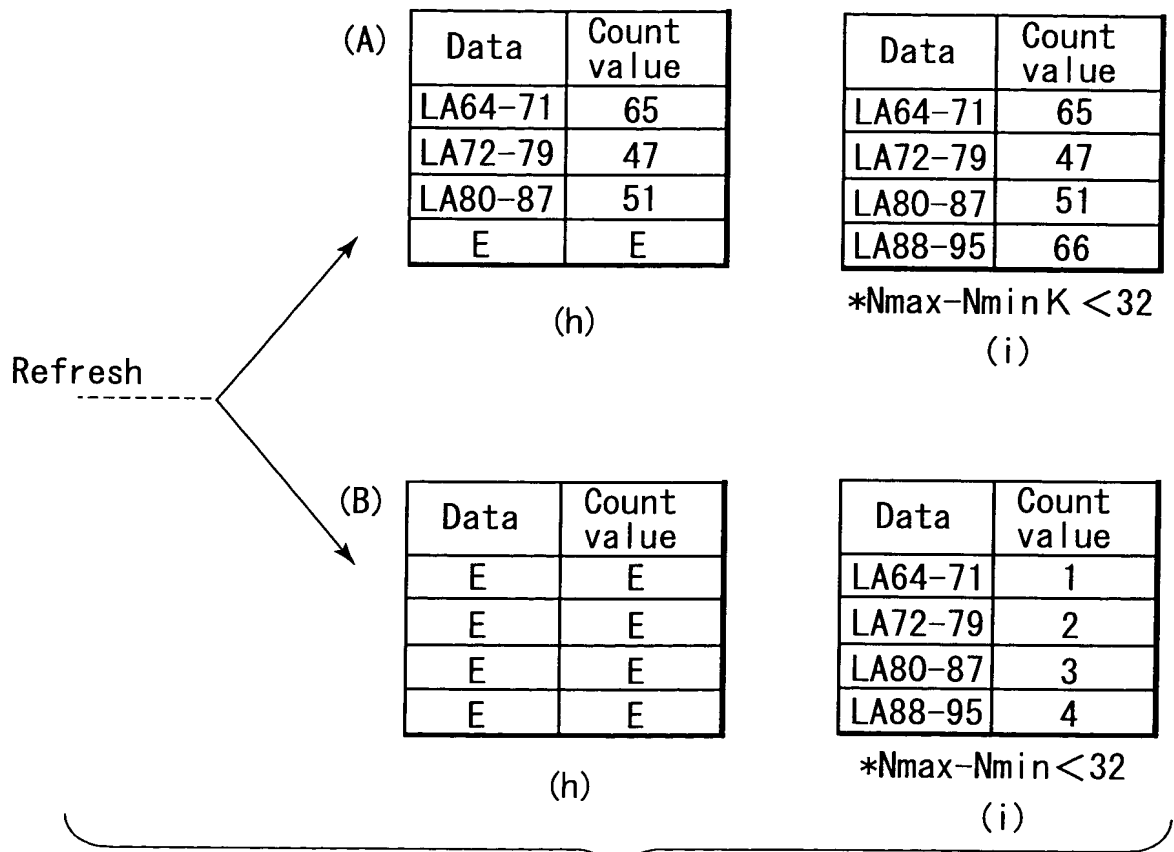 (A)
Data Count value
LA64-71 65
LA72-79 47
LA80-87 51
E E
(h)
Data Count value
LA64-71 65
LA72-79 47
LA80-87 51
LA88-95 66
*Nmax-Nmin K <32
(i)
Refresh
(B)
Data Count value
E E
E E
E E
E E
(h)
Data Count value
LA64-71 1
LA72-79 2
LA80-87 3
LA88-95 4
*Nmax-Nmin<32
(i)